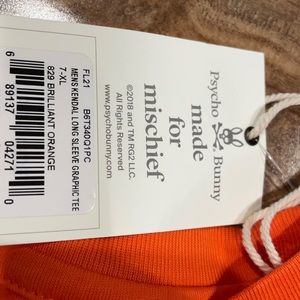 Psycho Bunny
made
for
mischief
©2018 and TM RG2 LLC.
All Rights Reserved
www.psychobunny.com
FL21 B6T340Q1PC
MENS KENDAL LONG SLEEVE GRAPHIC TEE
7-XL
829 BRILLIANT ORANGE
6 89137 04271 0